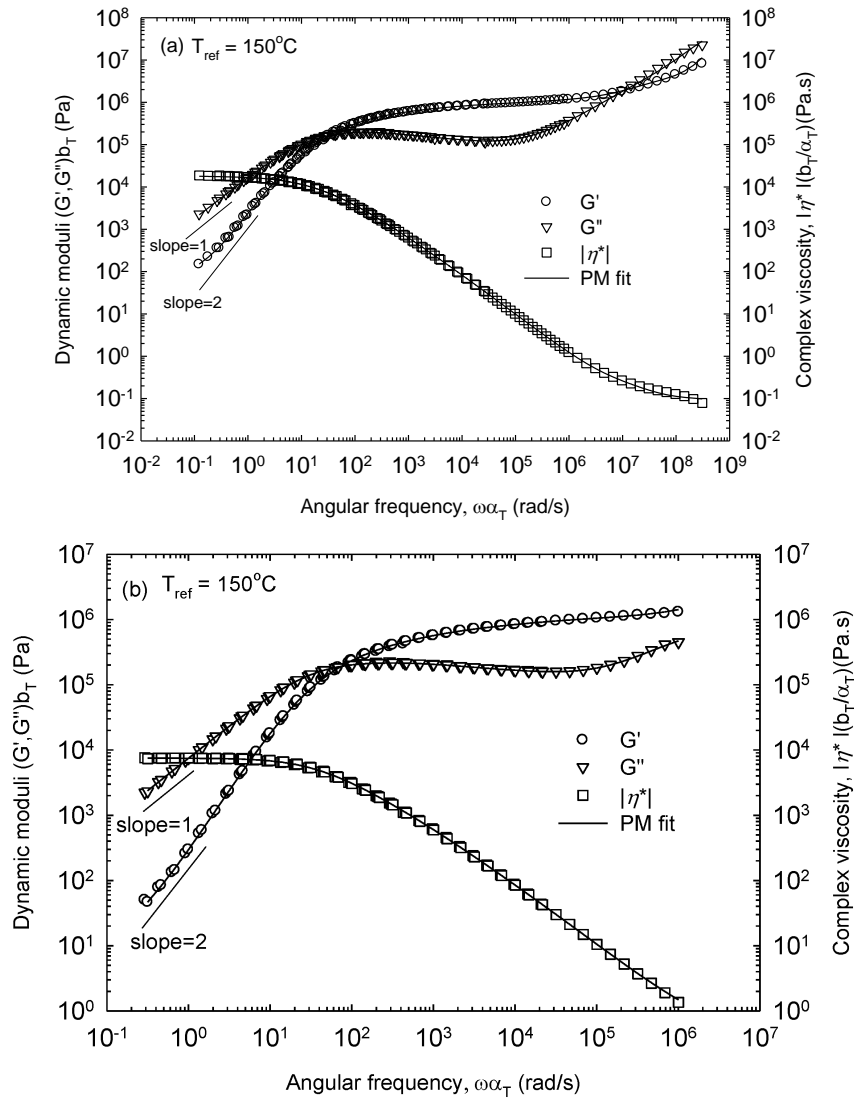 (a) T_ref = 150°C
Dynamic moduli (G',G'')b_T (Pa)
10^8
10^7
10^6
10^5
10^4
10^3
10^2
10^1
10^0
10^-1
10^-2
slope=1
slope=2
G'
G''
|η*|
PM fit
10^8
10^7
10^6
10^5
10^4
10^3
10^2
10^1
10^0
10^-1
10^-2
Complex viscosity, |η* |(b_T/α_T)(Pa.s)
10^-2 10^-1 10^0 10^1 10^2 10^3 10^4 10^5 10^6 10^7 10^8 10^9
Angular frequency, ωα_T (rad/s)
(b) T_ref = 150°C
Dynamic moduli (G',G'')b_T (Pa)
10^7
10^6
10^5
10^4
10^3
10^2
10^1
10^0
slope=1
slope=2
G'
G''
|η*|
PM fit
10^7
10^6
10^5
10^4
10^3
10^2
10^1
10^0
Complex viscosity, |η* |(b_T/α_T)(Pa.s)
10^-1 10^0 10^1 10^2 10^3 10^4 10^5 10^6 10^7
Angular frequency, ωα_T (rad/s)